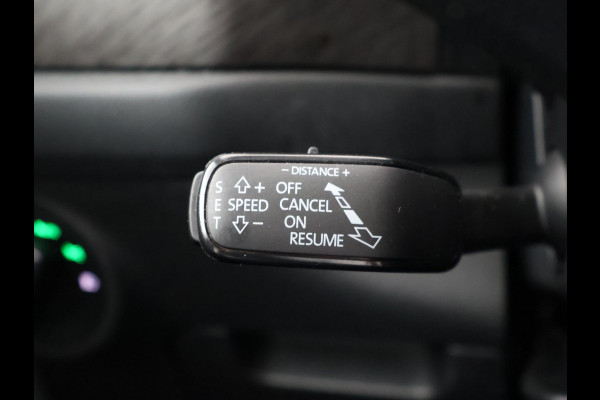 - DISTANCE +
S + OFF
E SPEED CANCEL
T - ON
RESUME